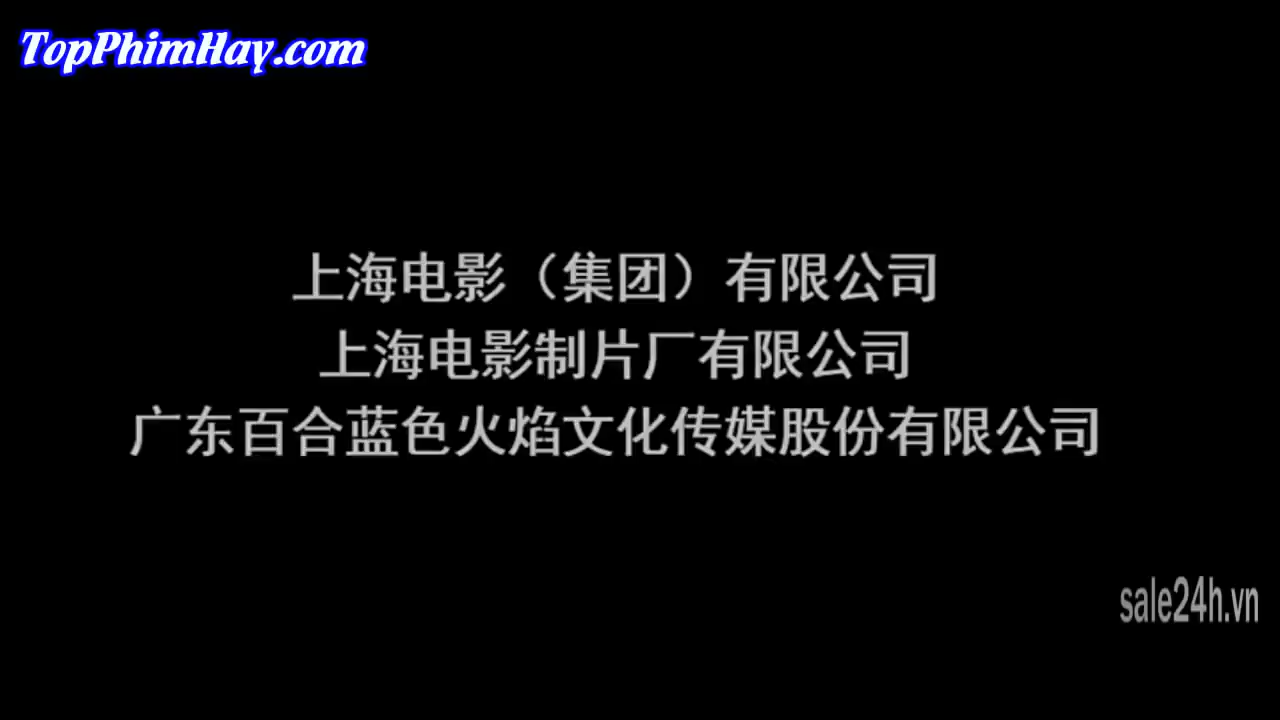 TopPhimHay.com
上海电影（集团）有限公司
上海电影制片厂有限公司
广东百合蓝色火焰文化传媒股份有限公司
sale24h.vn